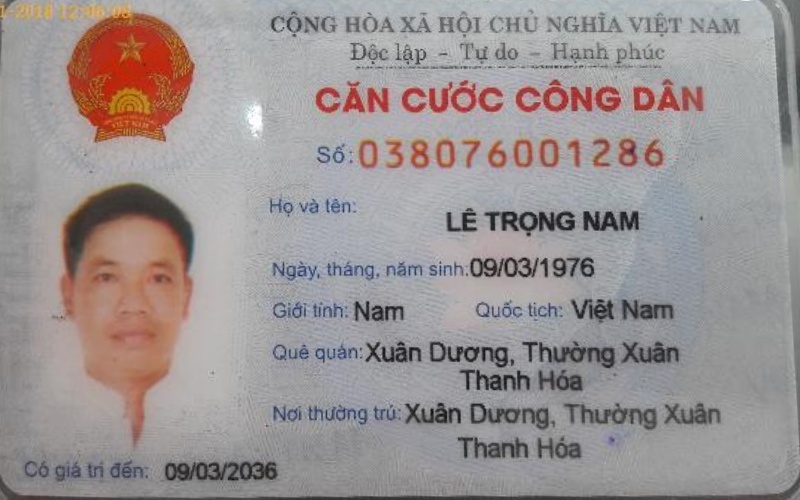 1-2018 12:46:08
CỘNG HÒA XÃ HỘI CHỦ NGHĨA VIỆT NAM
Độc lập - Tự do - Hạnh phúc
CĂN CƯỚC CÔNG DÂN
Số: 038076001286
Họ và tên:
LÊ TRỌNG NAM
Ngày, tháng, năm sinh: 09/03/1976
Giới tính: Nam Quốc tịch: Việt Nam
Quê quán: Xuân Dương, Thường Xuân
Thanh Hóa
Nơi thường trú: Xuân Dương, Thường Xuân
Thanh Hóa
Có giá trị đến: 09/03/2036